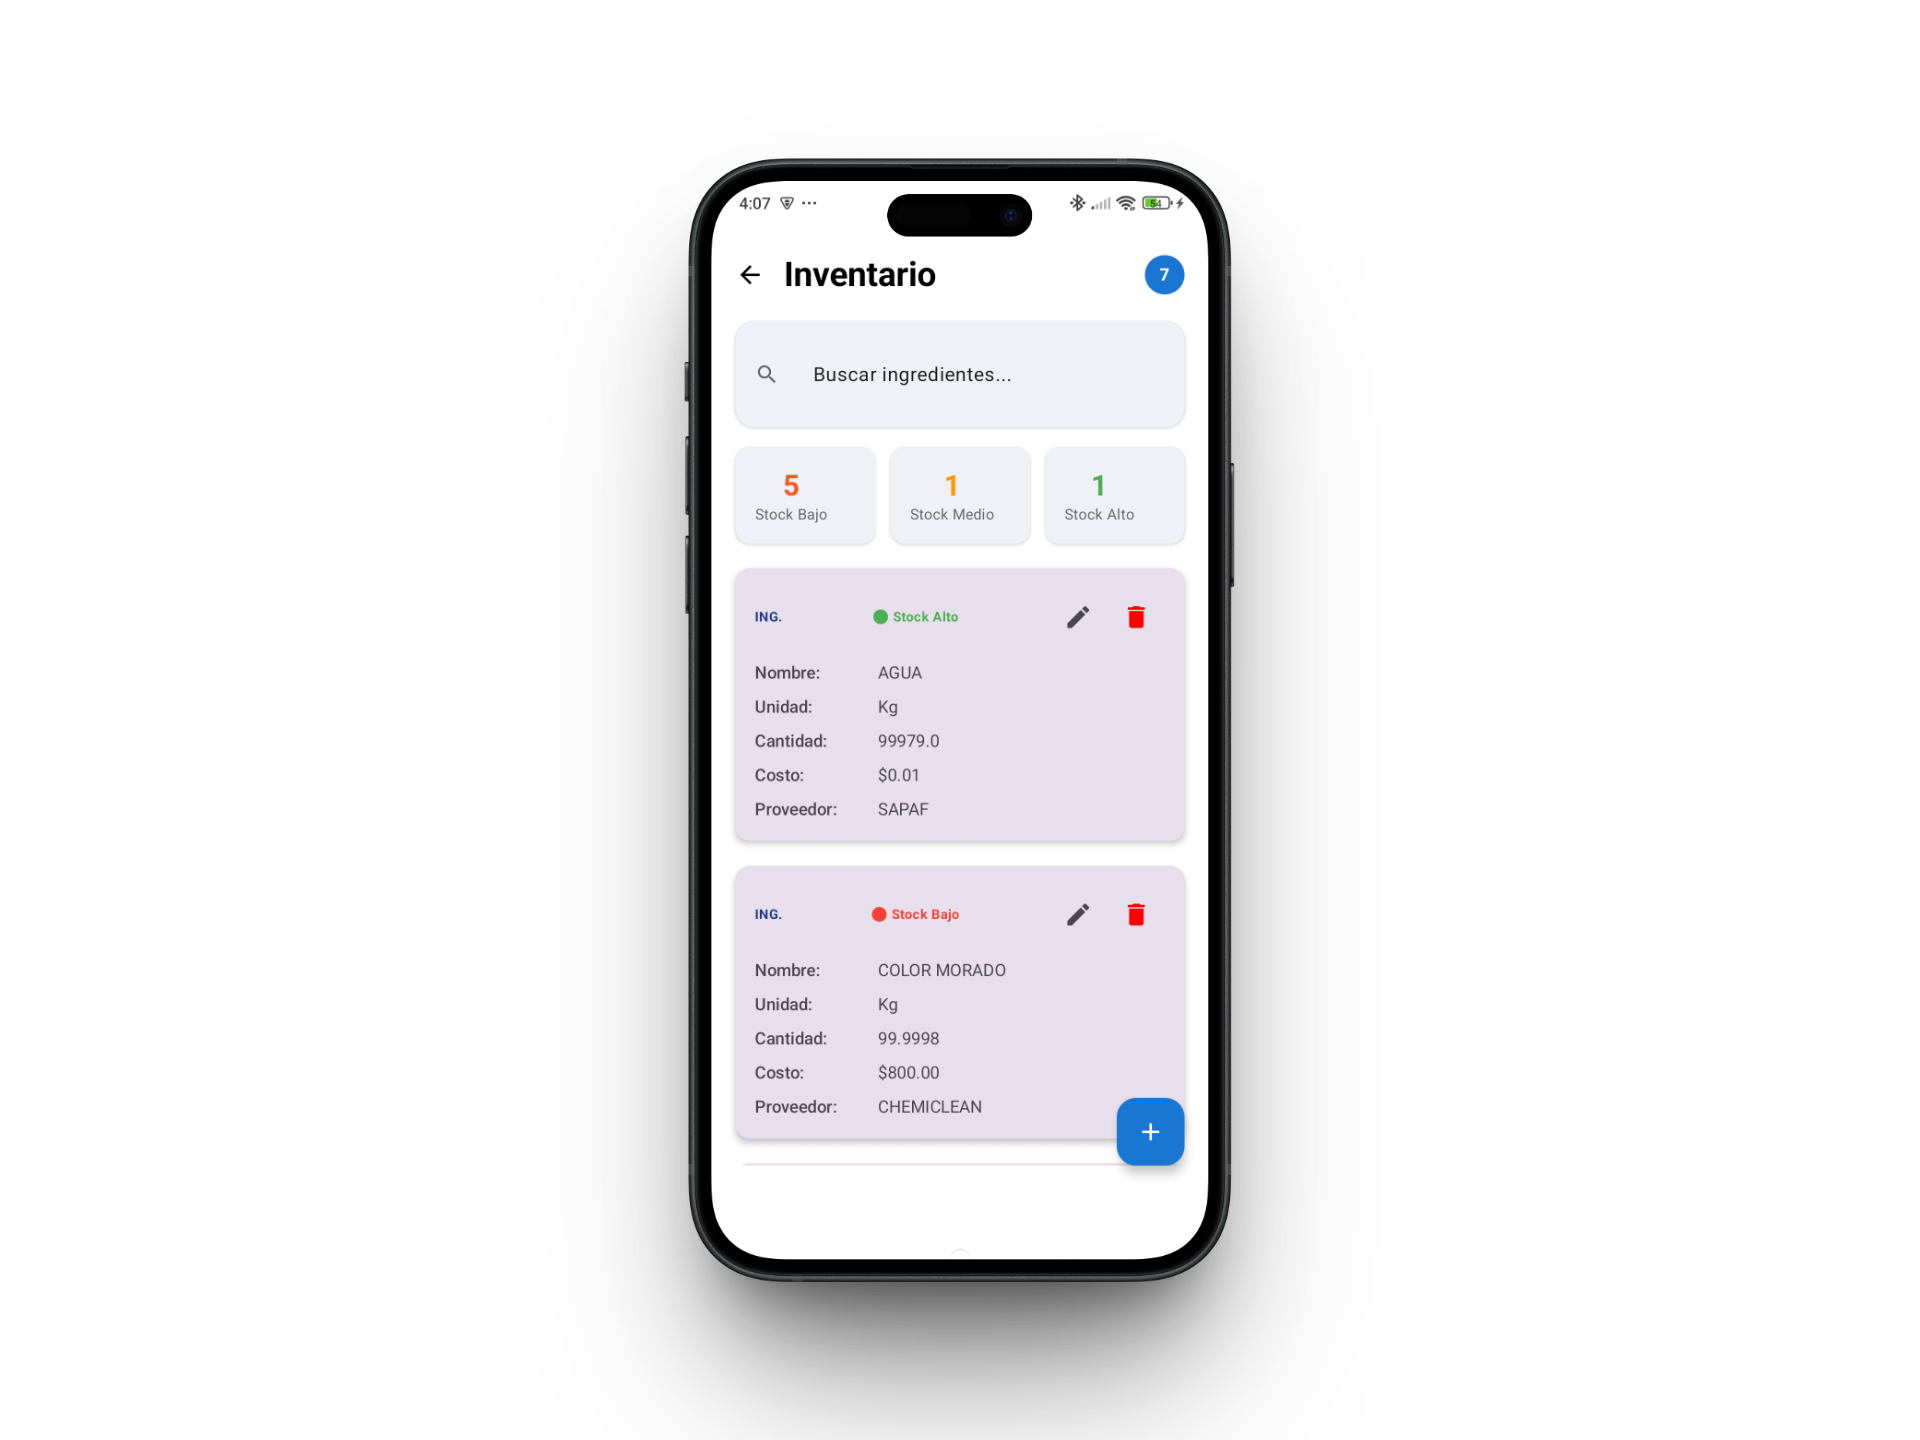 4:07 54
Inventario 7
Buscar ingredientes...
5 1 1
Stock Bajo Stock Medio Stock Alto
ING. Stock Alto
Nombre: AGUA
Unidad: Kg
Cantidad: 99979.0
Costo: $0.01
Proveedor: SAPAF
ING. Stock Bajo
Nombre: COLOR MORADO
Unidad: Kg
Cantidad: 99.9998
Costo: $800.00
Proveedor: CHEMICLEAN
+